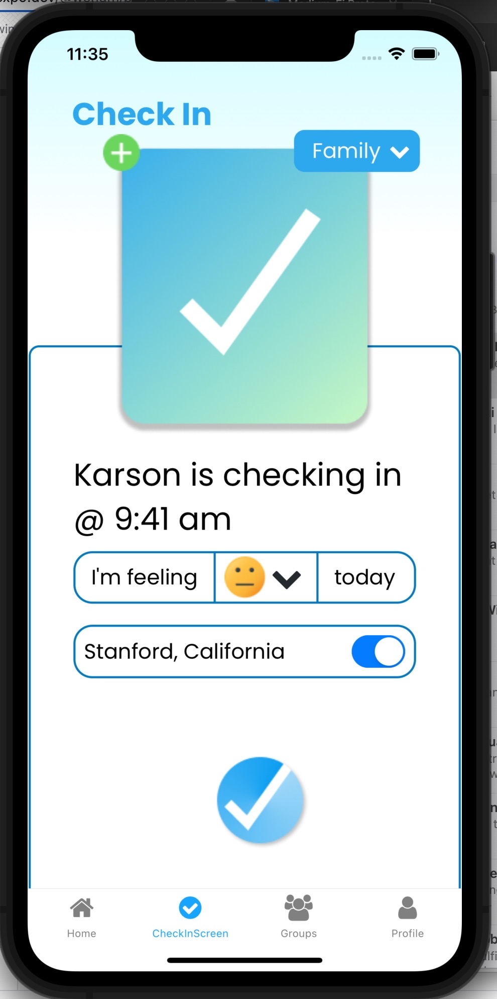 11:35
Check In
Family
Karson is checking in
@ 9:41 am
I'm feeling today
Stanford, California
Home CheckInScreen Groups Profile